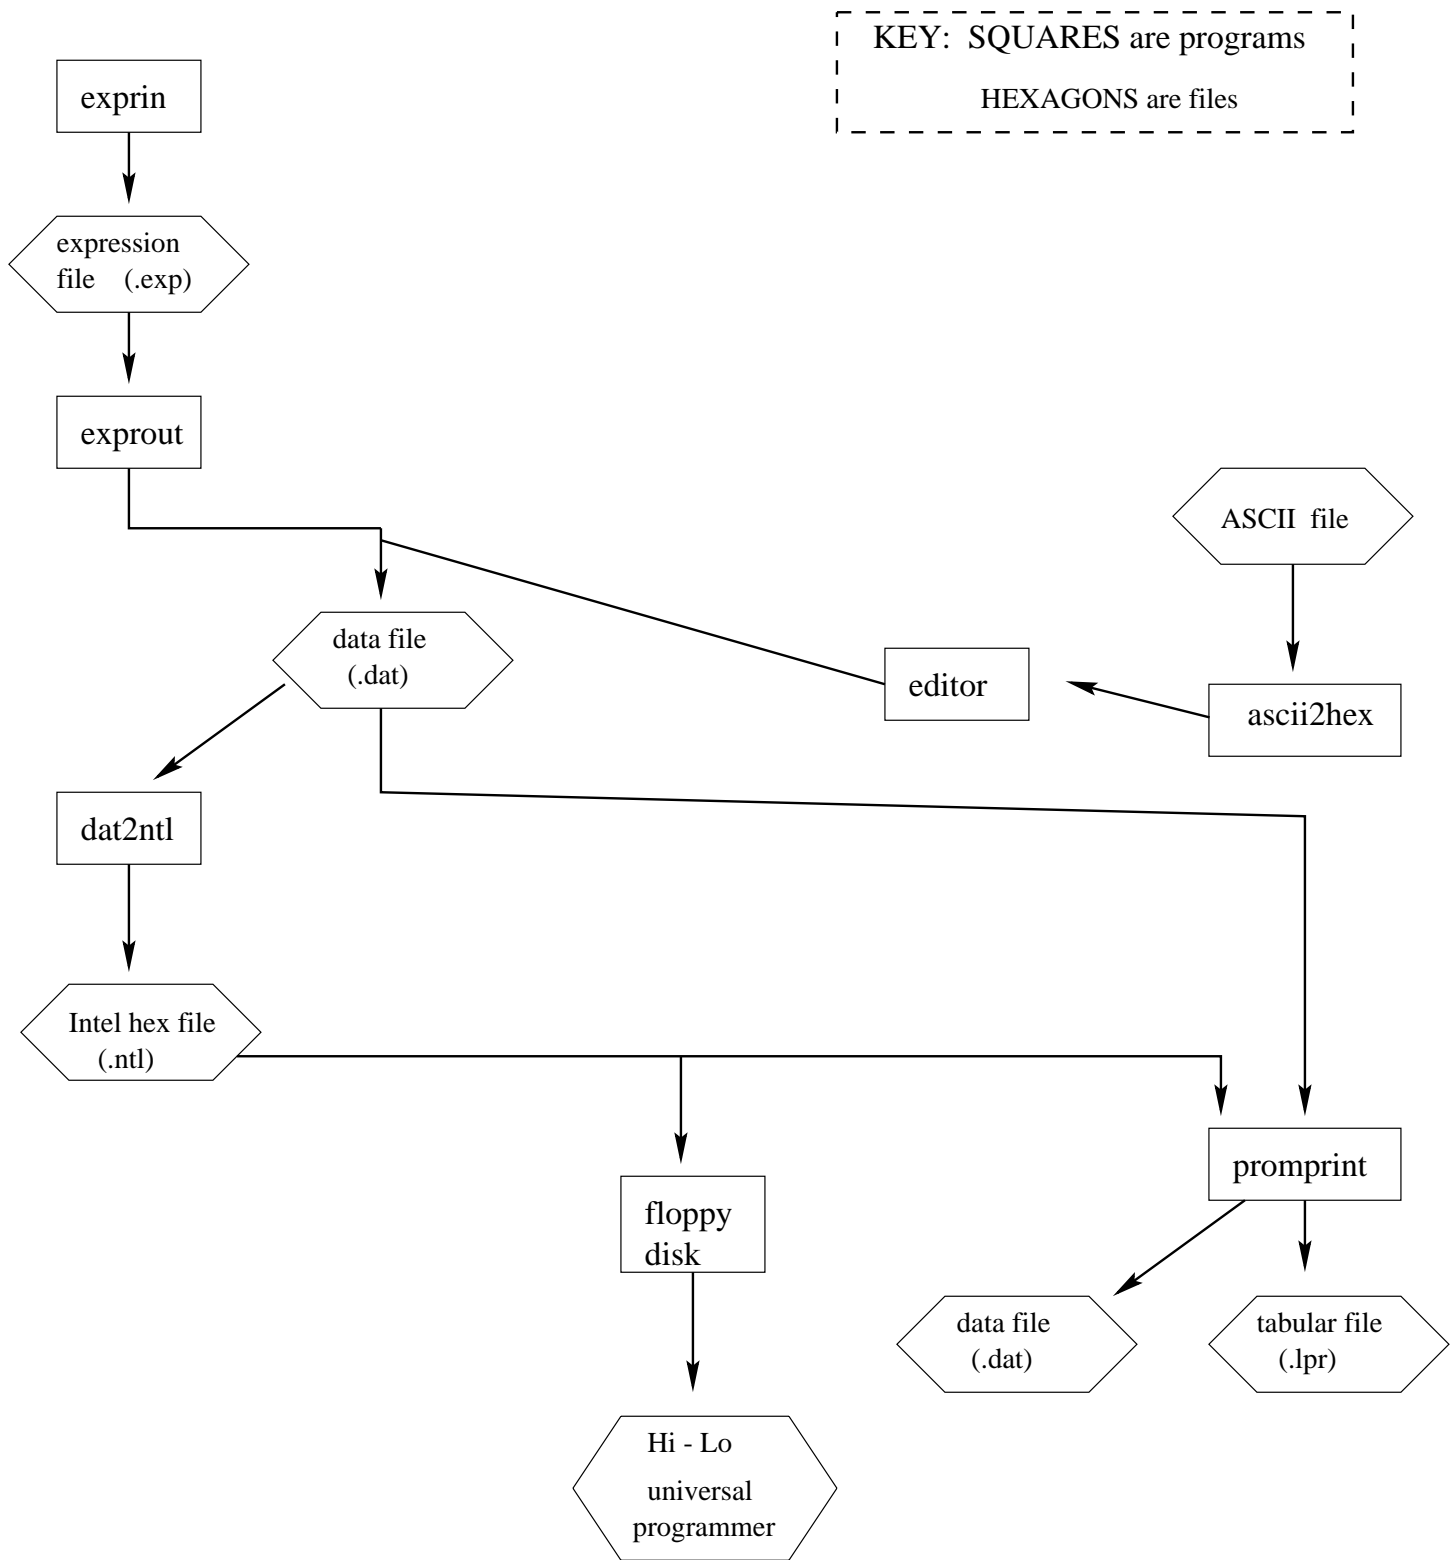 KEY: SQUARES are programs
HEXAGONS are files
exprin
expression
file (.exp)
exprout
ASCII file
data file
(.dat)
editor
ascii2hex
dat2ntl
Intel hex file
(.ntl)
promprint
floppy
disk
data file
(.dat)
tabular file
(.lpr)
Hi - Lo
universal
programmer